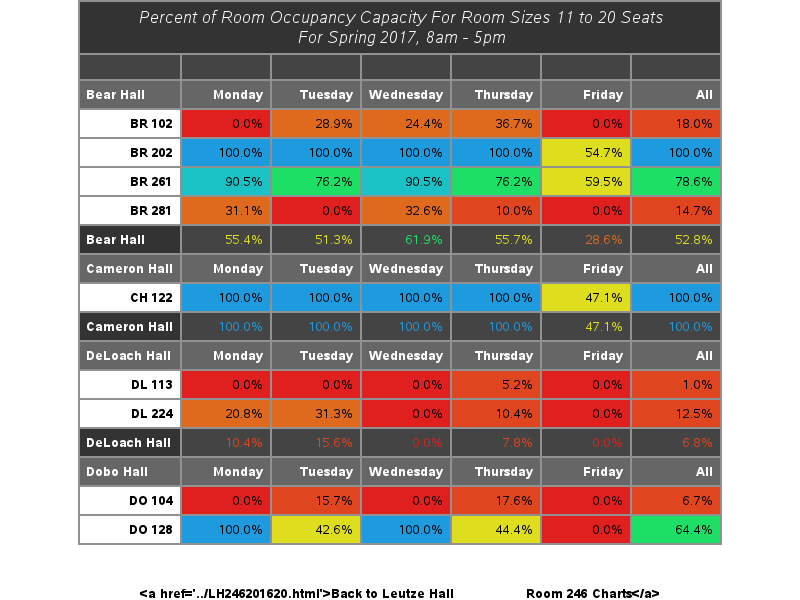 Percent of Room Occupancy Capacity For Room Sizes 11 to 20 Seats
For Spring 2017, 8am - 5pm
Bear Hall Monday Tuesday Wednesday Thursday Friday All
BR 102 0.0% 28.9% 24.4% 36.7% 0.0% 18.0%
BR 202 100.0% 100.0% 100.0% 100.0% 54.7% 100.0%
BR 261 90.5% 76.2% 90.5% 76.2% 59.5% 78.6%
BR 281 31.1% 0.0% 32.6% 10.0% 0.0% 14.7%
Bear Hall 55.4% 51.3% 61.9% 55.7% 28.6% 52.8%
Cameron Hall Monday Tuesday Wednesday Thursday Friday All
CH 122 100.0% 100.0% 100.0% 100.0% 47.1% 100.0%
Cameron Hall 100.0% 100.0% 100.0% 100.0% 47.1% 100.0%
DeLoach Hall Monday Tuesday Wednesday Thursday Friday All
DL 113 0.0% 0.0% 0.0% 5.2% 0.0% 1.0%
DL 224 20.8% 31.3% 0.0% 10.4% 0.0% 12.5%
DeLoach Hall 10.4% 15.6% 0.0% 7.8% 0.0% 6.8%
Dobo Hall Monday Tuesday Wednesday Thursday Friday All
DO 104 0.0% 15.7% 0.0% 17.6% 0.0% 6.7%
DO 128 100.0% 42.6% 100.0% 44.4% 0.0% 64.4%
<a href='../LH246201620.html'>Back to Leutze Hall Room 246 Charts</a>